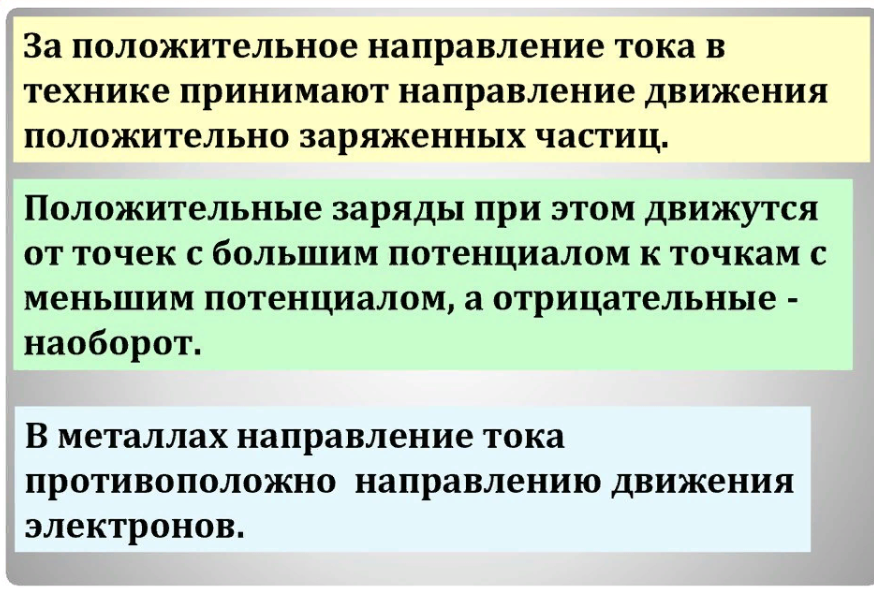 За положительное направление тока в
технике принимают направление движения
положительно заряженных частиц.
Положительные заряды при этом движутся
от точек с большим потенциалом к точкам с
меньшим потенциалом, а отрицательные -
наоборот.
В металлах направление тока
противоположно направлению движения
электронов.